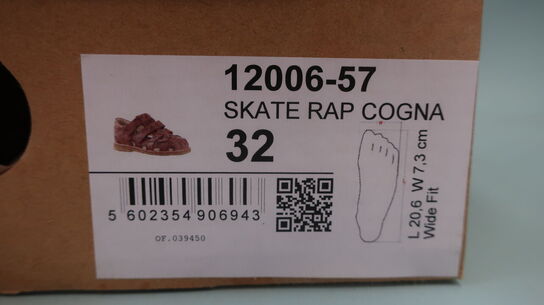 12006-57
SKATE RAP COGNA
32
5 602354 906943
OF.039450
L 20,6 W 7,3 cm
Wide Fit